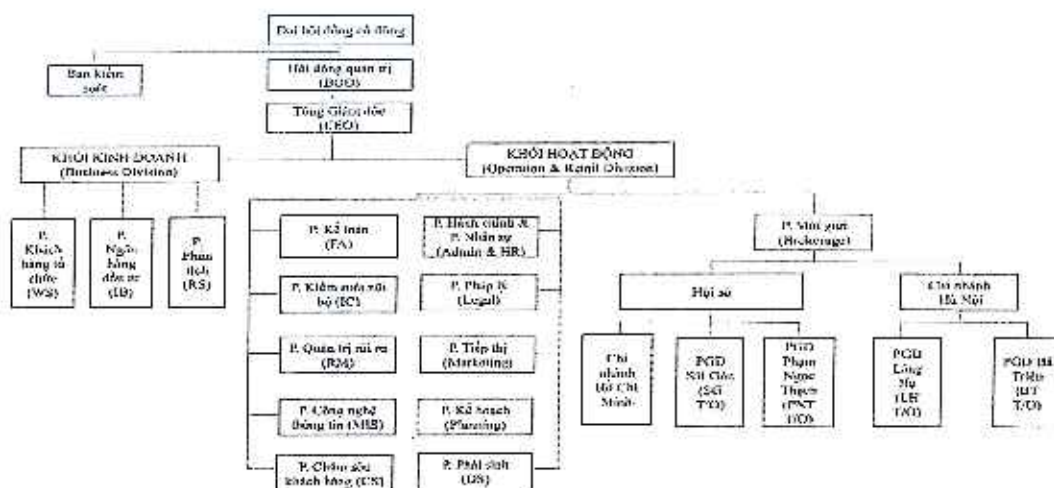 Đại hội đồng cổ đông
Ban kiểm
soát
Hội đồng quản trị
(BOD)
Tổng Giám đốc
(CEO)
KHỐI KINH DOANH
(Business Division)
KHỐI HOẠT ĐỘNG
(Operation & Retail Division)
P.
Khách
hàng tổ
chức
(WS)
P.
Ngân
hàng
đầu tư
(IB)
P.
Phân
tích
(RS)
P. Kế toán
(FA)
P. Hành chính &
P. Nhân sự
(Admin & HR)
P. Môi giới
(Brokerage)
P. Kiểm soát nội
bộ (IC)
P. Pháp lý
(Legal)
Hội sở
Chi nhánh
Hà Nội
P. Quản trị rủi ro
(RM)
P. Tiếp thị
(Marketing)
Chi
nhánh
Hồ Chí
Minh
PGD
Sài Gòn
(SG
T/O)
PGD
Phạm
Ngọc
Thạch
(PNT
T/O)
PGD
Láng
Hạ
(LH
T/O)
PGD Bà
Triệu
(BT
T/O)
P. Công nghệ
thông tin (MIS)
P. Kế hoạch
(Planning)
P. Chăm sóc
khách hàng (CS)
P. Phái sinh
(DS)